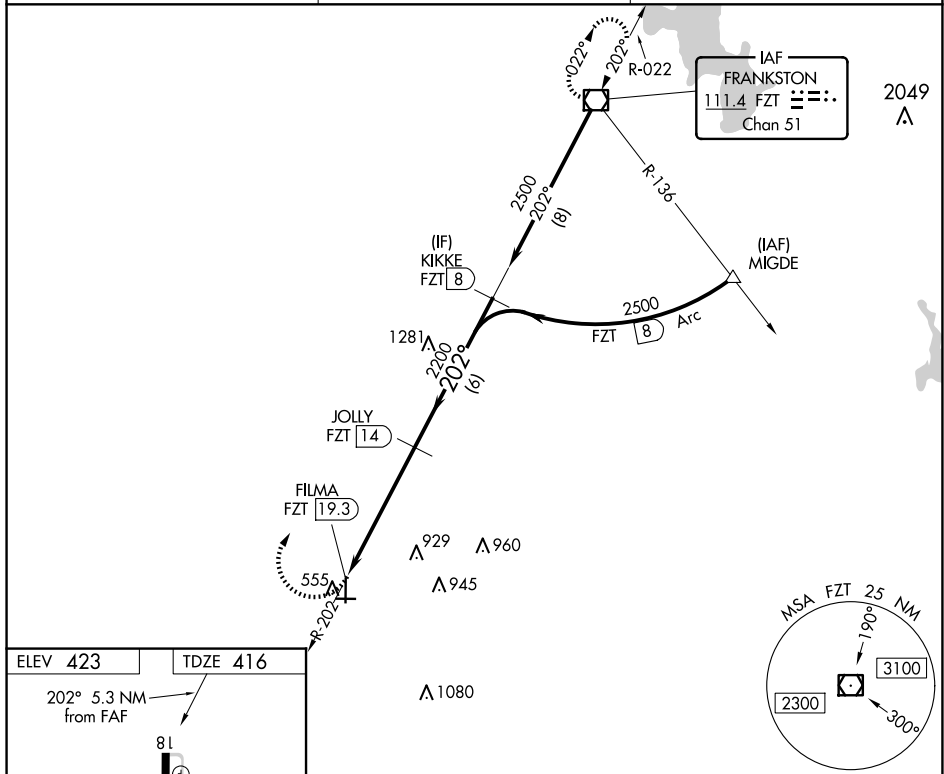 022°
202°
R-022
IAF
FRANKSTON
111.4 FZT
Chan 51
2049
R-136
2500
202°
(8)
(IF)
KIKKE
FZT 8
(IAF)
MIGDE
2500
FZT 8 Arc
1281
2200
202°
(6)
JOLLY
FZT 14
FILMA
FZT 19.3
929
960
555
945
R-202
1080
MSA FZT 25 NM
190°
3100
2300
300°
ELEV 423
TDZE 416
202° 5.3 NM
from FAF
18